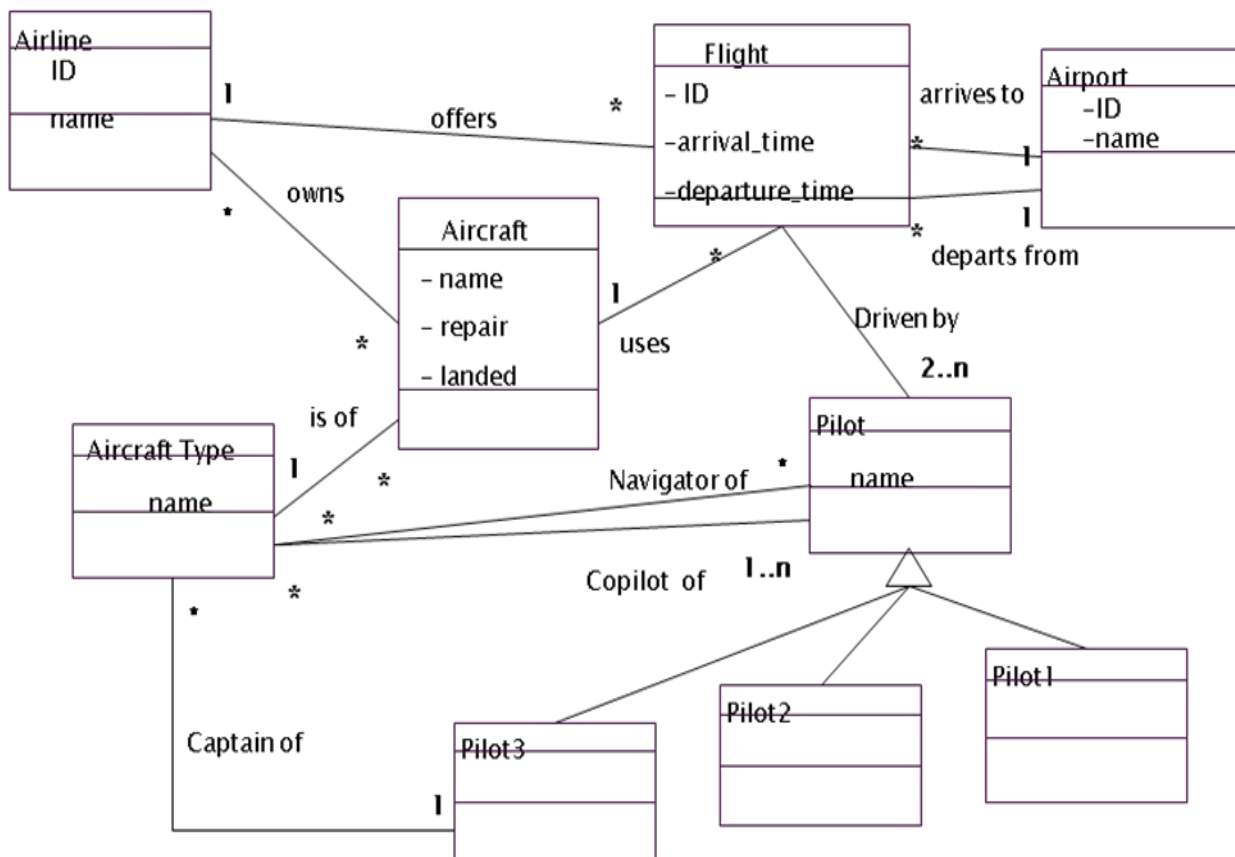 Airline
ID
name
1
offers
*
Flight
- ID
-arrival_time
-departure_time
arrives to
*
1
Airport
-ID
-name
1
*
departs from
owns
*
*
Aircraft
- name
- repair
- landed
1
uses
*
Driven by
2..n
is of
1
*
Aircraft Type
name
Pilot
name
Navigator of
*
*
Copilot of
1..n
*
*
Captain of
1
Pilot3
Pilot2
Pilot1